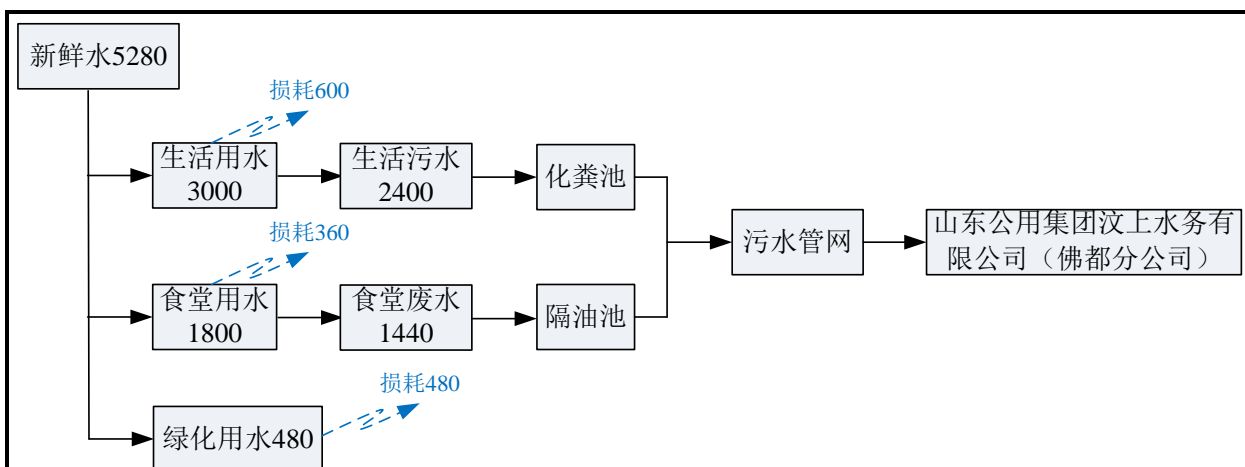 新鲜水5280
损耗600
生活用水
3000
生活污水
2400
化粪池
损耗360
食堂用水
1800
食堂废水
1440
隔油池
污水管网
山东公用集团汶上水务有
限公司（佛都分公司）
损耗480
绿化用水480